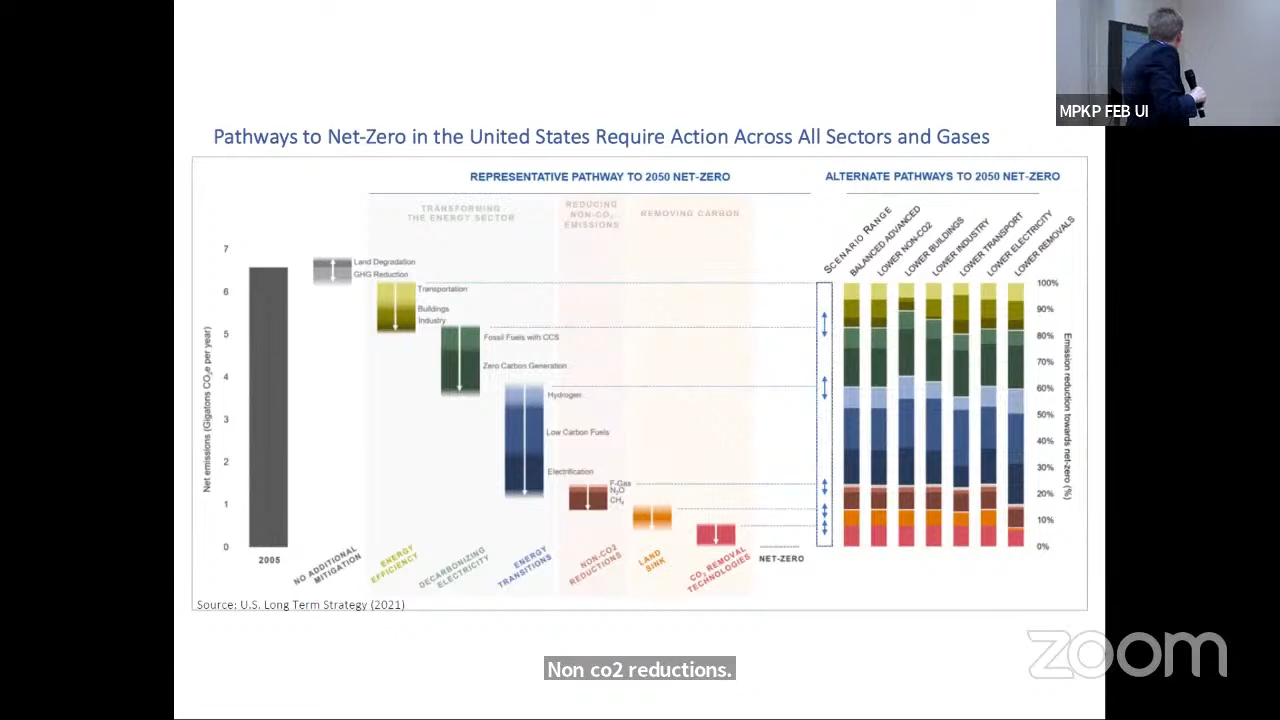 MPKP FEB UI
Pathways to Net-Zero in the United States Require Action Across All Sectors and Gases
REPRESENTATIVE PATHWAY TO 2050 NET-ZERO
ALTERNATE PATHWAYS TO 2050 NET-ZERO
TRANSFORMING
THE ENERGY SECTOR
REDUCING
NON-CO₂
EMISSIONS
REMOVING CARBON
SCENARIO RANGE
BALANCED ADVANCED
LOWER NON-CO2
LOWER BUILDINGS
LOWER INDUSTRY
LOWER TRANSPORT
LOWER ELECTRICITY
LOWER REMOVALS
Net emissions (Gigatons CO₂e per year)
7
6
5
4
3
2
1
0
Land Degradation
GHG Reduction
Transportation
Buildings
Industry
Fossil Fuels with CCS
Zero Carbon Generation
Hydrogen
Low Carbon Fuels
Electrification
F-Gas
N₂O
CH₄
100%
90%
80%
70%
60%
50%
40%
30%
20%
10%
0%
Emission reduction towards net-zero (%)
2005
NO ADDITIONAL
MITIGATION
ENERGY
EFFICIENCY
DECARBONIZING
ELECTRICITY
ENERGY
TRANSITIONS
NON-CO2
REDUCTIONS
LAND
SINK
CO₂ REMOVAL
TECHNOLOGIES
NET-ZERO
Source: U.S. Long Term Strategy (2021)
zoom
Non co2 reductions.